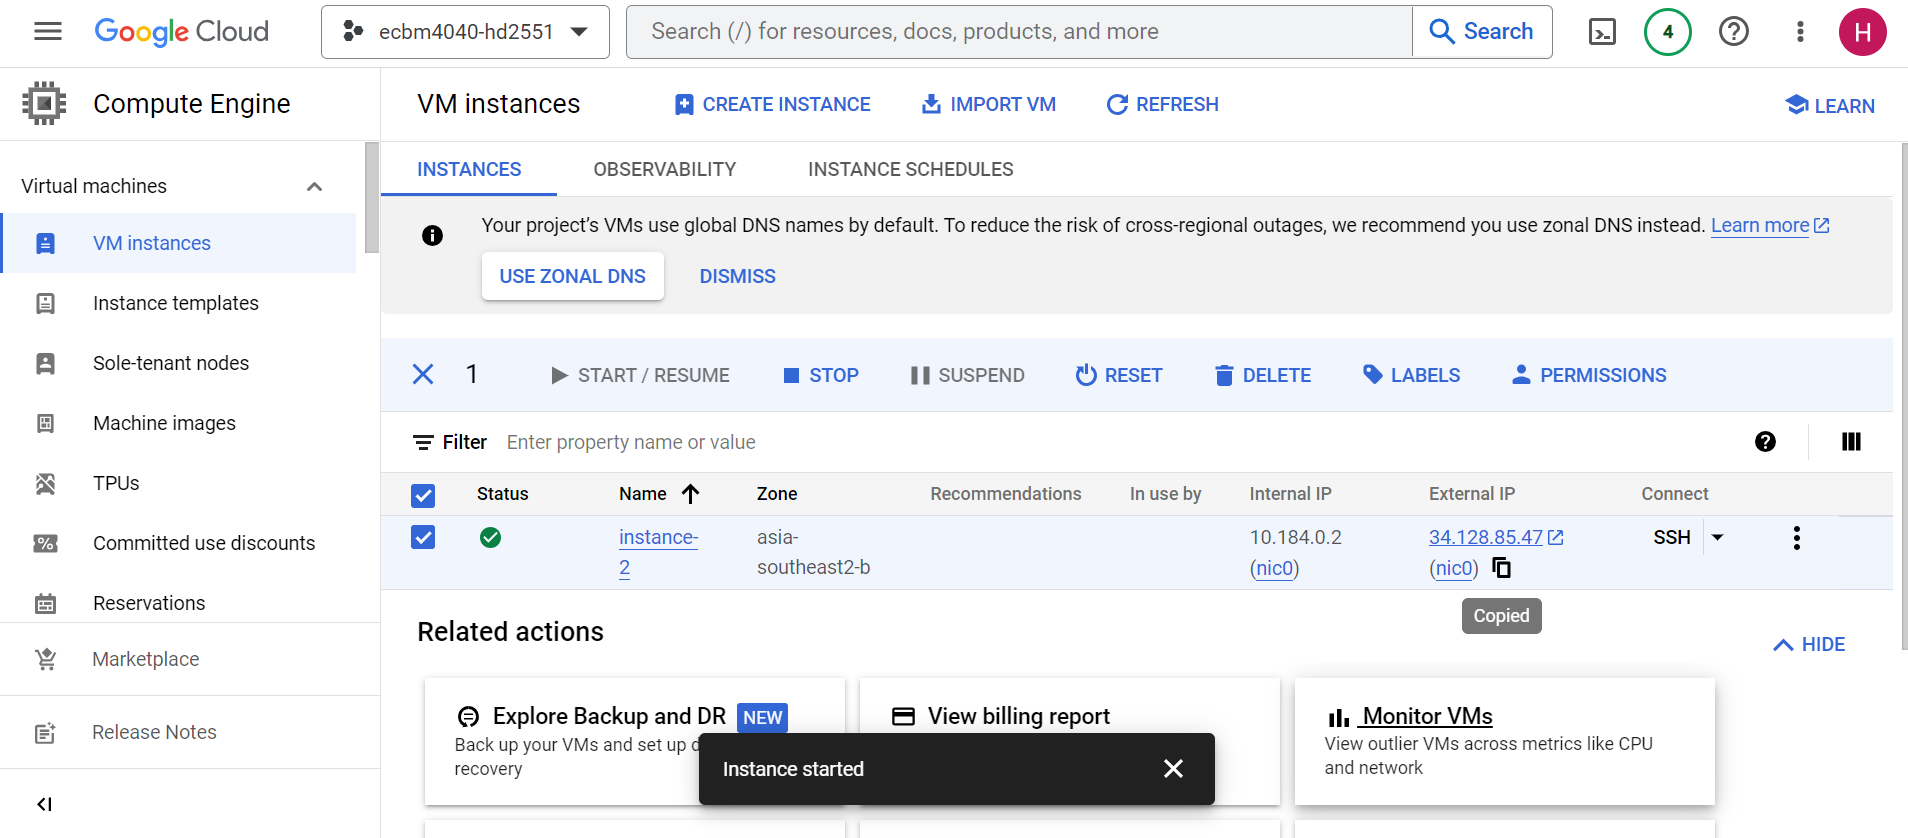 Google Cloud
ecbm4040-hd2551
Search (/) for resources, docs, products, and more
Search
4
H
Compute Engine
VM instances
CREATE INSTANCE
IMPORT VM
REFRESH
LEARN
Virtual machines
VM instances
Instance templates
Sole-tenant nodes
Machine images
TPUs
Committed use discounts
Reservations
Marketplace
Release Notes
INSTANCES
OBSERVABILITY
INSTANCE SCHEDULES
Your project's VMs use global DNS names by default. To reduce the risk of cross-regional outages, we recommend you use zonal DNS instead. Learn more
USE ZONAL DNS
DISMISS
1
START / RESUME
STOP
SUSPEND
RESET
DELETE
LABELS
PERMISSIONS
Filter
Enter property name or value
Status
Name
Zone
Recommendations
In use by
Internal IP
External IP
Connect
instance-
2
asia-
southeast2-b
10.184.0.2
(nic0)
34.128.85.47
(nic0)
SSH
Copied
Related actions
HIDE
Explore Backup and DR
NEW
Back up your VMs and set up d
recovery
View billing report
Monitor VMs
View outlier VMs across metrics like CPU
and network
Instance started